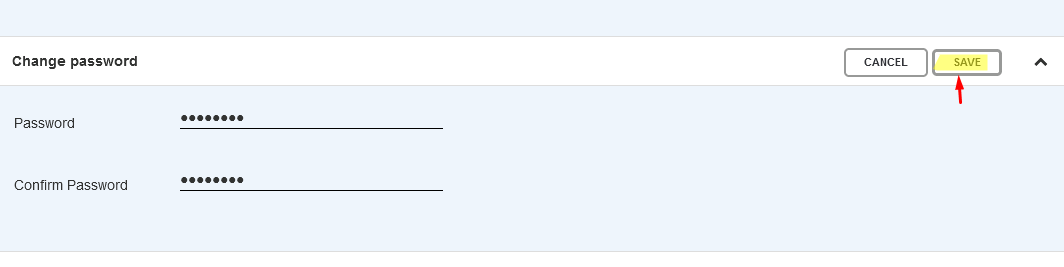 Change password CANCEL SAVE
Password ●●●●●●●●
Confirm Password ●●●●●●●●